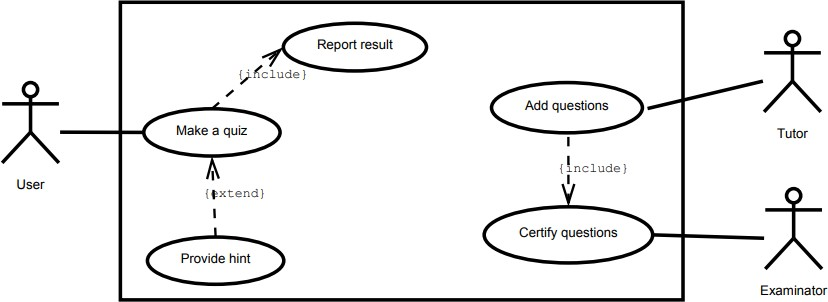 Report result
{include}
Make a quiz
User
{extend}
Provide hint
Add questions
Tutor
{include}
Certify questions
Examinator